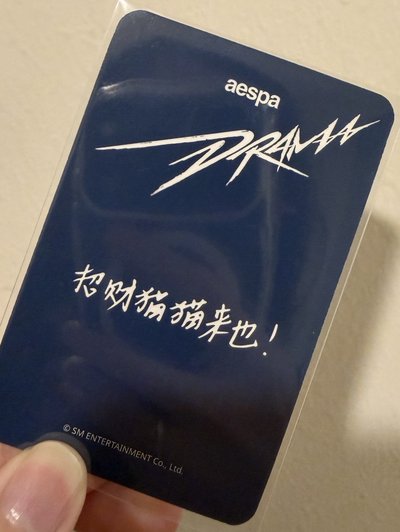 aespa
DRAMA
招财猫猫来也!
© SM ENTERTAINMENT Co., Ltd.